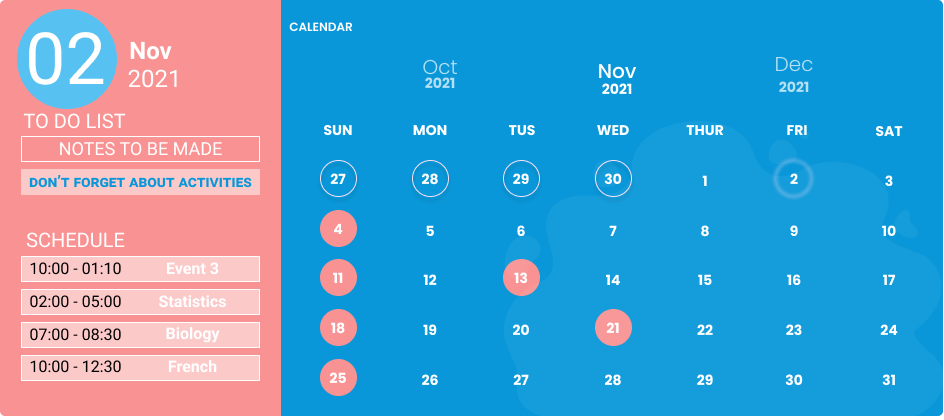 02
Nov
2021
TO DO LIST
NOTES TO BE MADE
DON'T FORGET ABOUT ACTIVITIES
SCHEDULE
10:00 - 01:10 Event 3
02:00 - 05:00 Statistics
07:00 - 08:30 Biology
10:00 - 12:30 French
CALENDAR
Oct Nov Dec
2021 2021 2021
SUN MON TUS WED THUR FRI SAT
27 28 29 30 1 2 3
4 5 6 7 8 9 10
11 12 13 14 15 16 17
18 19 20 21 22 23 24
25 26 27 28 29 30 31